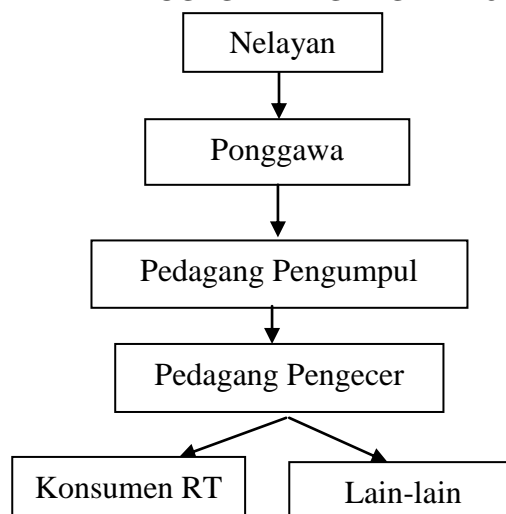 Nelayan
Ponggawa
Pedagang Pengumpul
Pedagang Pengecer
Konsumen RT
Lain-lain